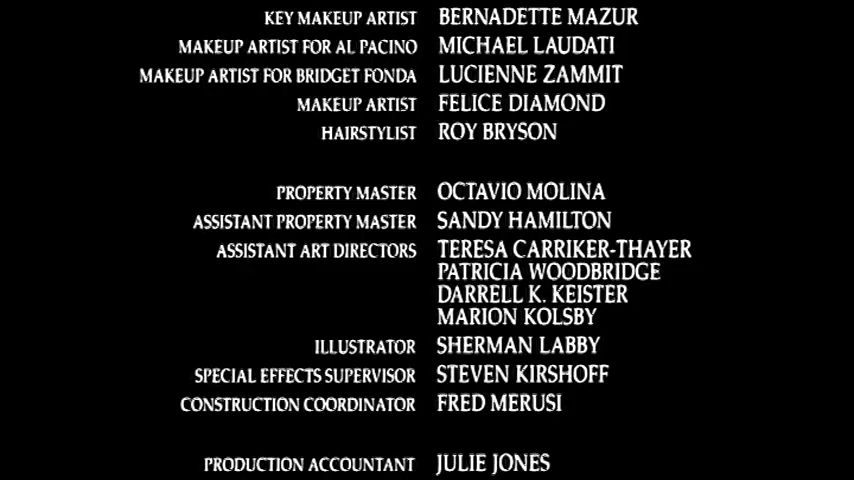 KEY MAKEUP ARTIST BERNADETTE MAZUR
MAKEUP ARTIST FOR AL PACINO MICHAEL LAUDATI
MAKEUP ARTIST FOR BRIDGET FONDA LUCIENNE ZAMMIT
MAKEUP ARTIST FELICE DIAMOND
HAIRSTYLIST ROY BRYSON
PROPERTY MASTER OCTAVIO MOLINA
ASSISTANT PROPERTY MASTER SANDY HAMILTON
ASSISTANT ART DIRECTORS TERESA CARRIKER-THAYER
PATRICIA WOODBRIDGE
DARRELL K. KEISTER
MARION KOLSBY
ILLUSTRATOR SHERMAN LABBY
SPECIAL EFFECTS SUPERVISOR STEVEN KIRSHOFF
CONSTRUCTION COORDINATOR FRED MERUSI
PRODUCTION ACCOUNTANT JULIE JONES